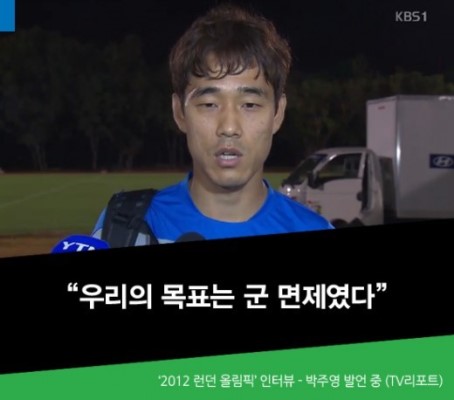 KBS1
YTN
“우리의 목표는 군 면제였다”
‘2012 런던 올림픽’ 인터뷰 - 박주영 발언 중 (TV리포트)